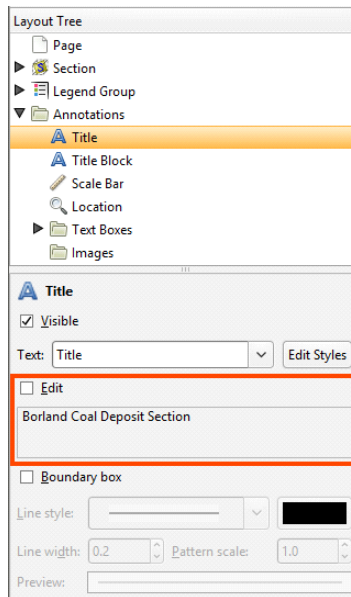 Layout Tree
Page
Section
Legend Group
Annotations
Title
Title Block
Scale Bar
Location
Text Boxes
Images
Title
Visible
Text: Title Edit Styles
Edit
Borland Coal Deposit Section
Boundary box
Line style:
Line width: 0.2 Pattern scale: 1.0
Preview: